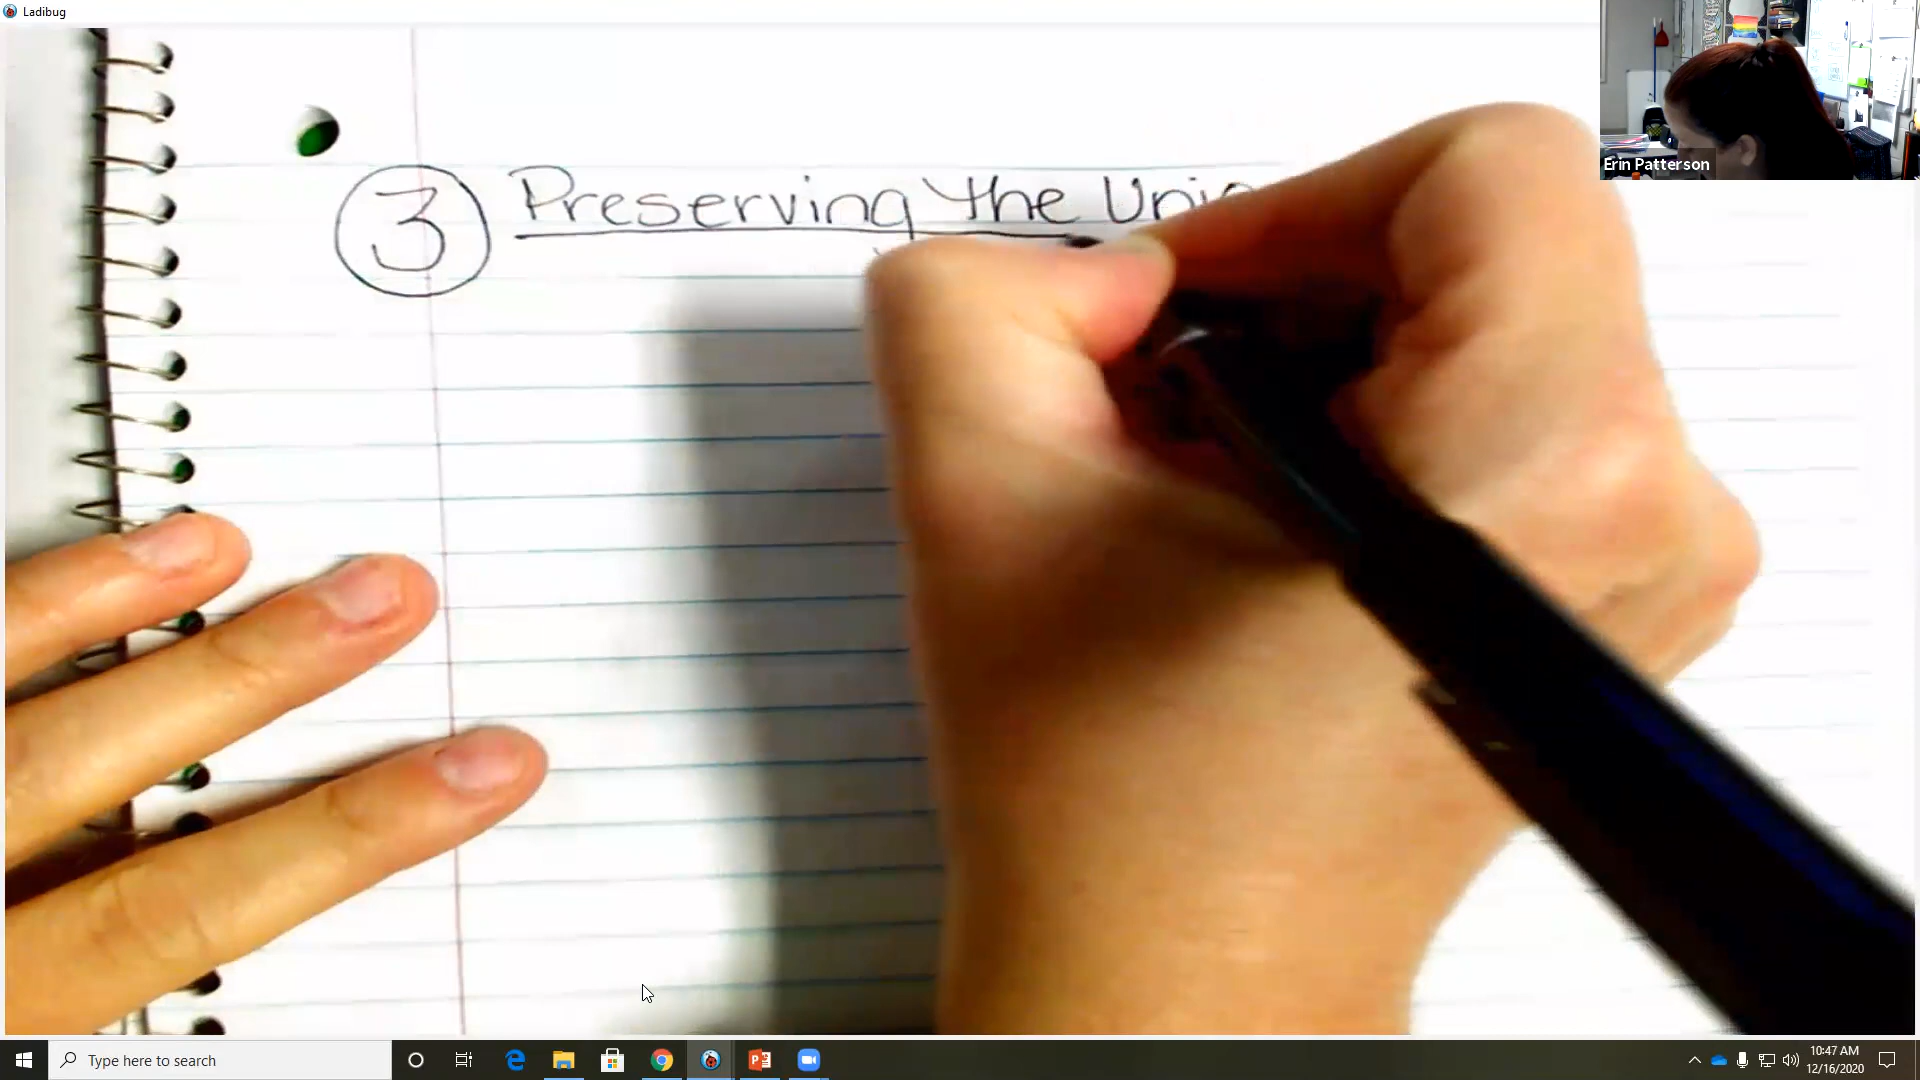 Ladibug
Erin Patterson
3 Preserving the
Type here to search
10:47 AM
12/16/2020